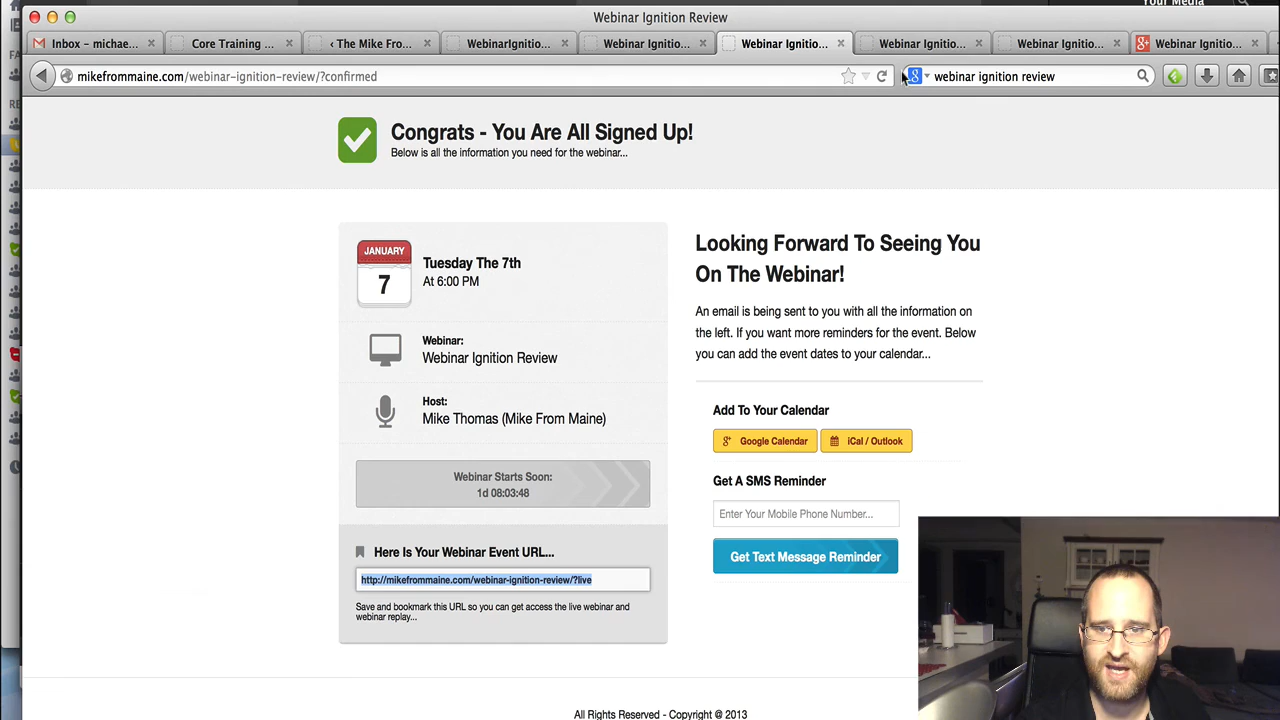 Your Media
Webinar Ignition Review
Inbox – michae...
Core Training ...
‹ The Mike Fro...
WebinarIgnitio...
Webinar Ignitio...
Webinar Ignitio...
Webinar Ignitio...
Webinar Ignitio...
Webinar Ignitio...
mikefrommaine.com/webinar-ignition-review/?confirmed
webinar ignition review
Congrats - You Are All Signed Up!
Below is all the information you need for the webinar...
JANUARY
7
Tuesday The 7th
At 6:00 PM
Webinar:
Webinar Ignition Review
Host:
Mike Thomas (Mike From Maine)
Webinar Starts Soon:
1d 08:03:48
Here Is Your Webinar Event URL...
http://mikefrommaine.com/webinar-ignition-review/?live
Save and bookmark this URL so you can get access the live webinar and
webinar replay...
Looking Forward To Seeing You
On The Webinar!
An email is being sent to you with all the information on
the left. If you want more reminders for the event. Below
you can add the event dates to your calendar...
Add To Your Calendar
Google Calendar
iCal / Outlook
Get A SMS Reminder
Enter Your Mobile Phone Number...
Get Text Message Reminder
All Rights Reserved - Copyright @ 2013